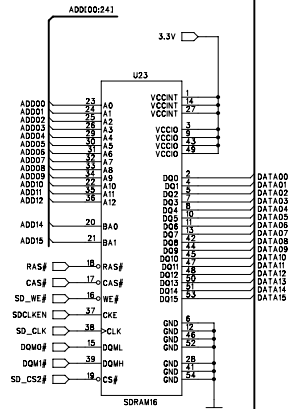 ADD[00:24]
3.3V
U23
ADD00 23 A0 VCCINT 1
ADD01 24 A1 VCCINT 14
ADD02 25 A2 VCCINT 27
ADD03 26 A3
ADD04 29 A4 VCCIO 3
ADD05 30 A5 VCCIO 9
ADD06 31 A6 VCCIO 43
ADD07 32 A7 VCCIO 49
ADD08 33 A8
ADD09 34 A9 DQ0 2 DATA00
ADD10 22 A10 DQ1 4 DATA01
ADD11 35 A11 DQ2 5 DATA02
ADD12 36 A12 DQ3 7 DATA03
DQ4 8 DATA04
DQ5 10 DATA05
ADD14 20 BA0 DQ6 11 DATA06
DQ7 13 DATA07
ADD15 21 BA1 DQ8 42 DATA08
DQ9 44 DATA09
DQ10 45 DATA10
RAS# 18 RAS# DQ11 47 DATA11
CAS# 17 CAS# DQ12 48 DATA12
DQ13 50 DATA13
SD_WE# 16 WE# DQ14 51 DATA14
DQ15 53 DATA15
SDCLKEN 37 CKE
SD_CLK 38 >CLK GND 6
GND 12
DQM0# 15 DQML GND 46
GND 52
DQM1# 39 DQMH GND 28
SD_CS2# 19 CS# GND 41
GND 54
SDRAM16